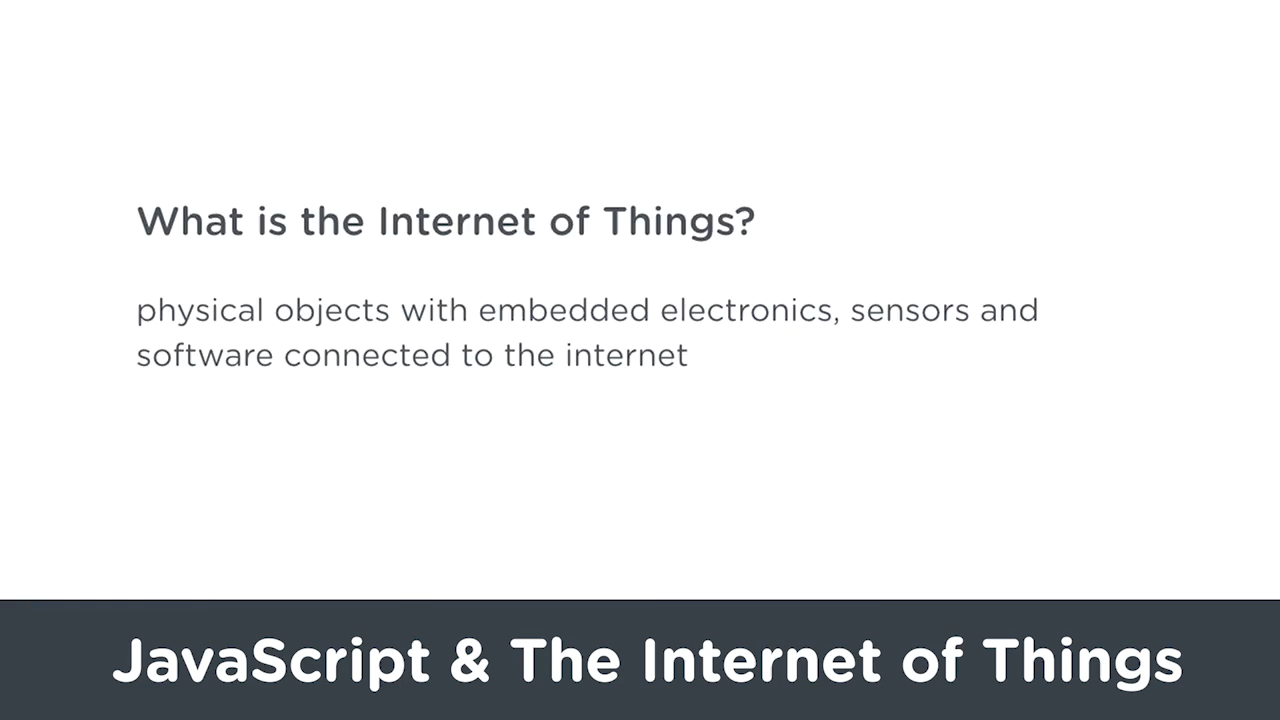 What is the Internet of Things?
physical objects with embedded electronics, sensors and
software connected to the internet
JavaScript & The Internet of Things